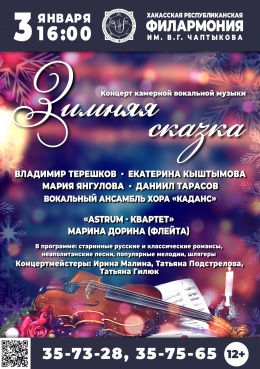 3 ЯНВАРЯ
16:00
ХАКАССКАЯ РЕСПУБЛИКАНСКАЯ
ФИЛАРМОНИЯ
ИМ. В.Г. ЧАПТЫКОВА
Концерт камерной вокальной музыки
Зимняя
сказка
ВЛАДИМИР ТЕРЕШКОВ • ЕКАТЕРИНА КЫШТЫМОВА
МАРИЯ ЯНГУЛОВА • ДАНИИЛ ТАРАСОВ
ВОКАЛЬНЫЙ АНСАМБЛЬ ХОРА «КАДАНС»
«ASTRUM - КВАРТЕТ»
МАРИНА ДОРИНА (ФЛЕЙТА)
В программе: старинные русские и классические романсы,
неаполитанские песни, популярные мелодии, шлягеры
Концертмейстеры: Ирина Малина, Татьяна Подстрелова,
Татьяна Гилюк
35-73-28, 35-75-65
12+